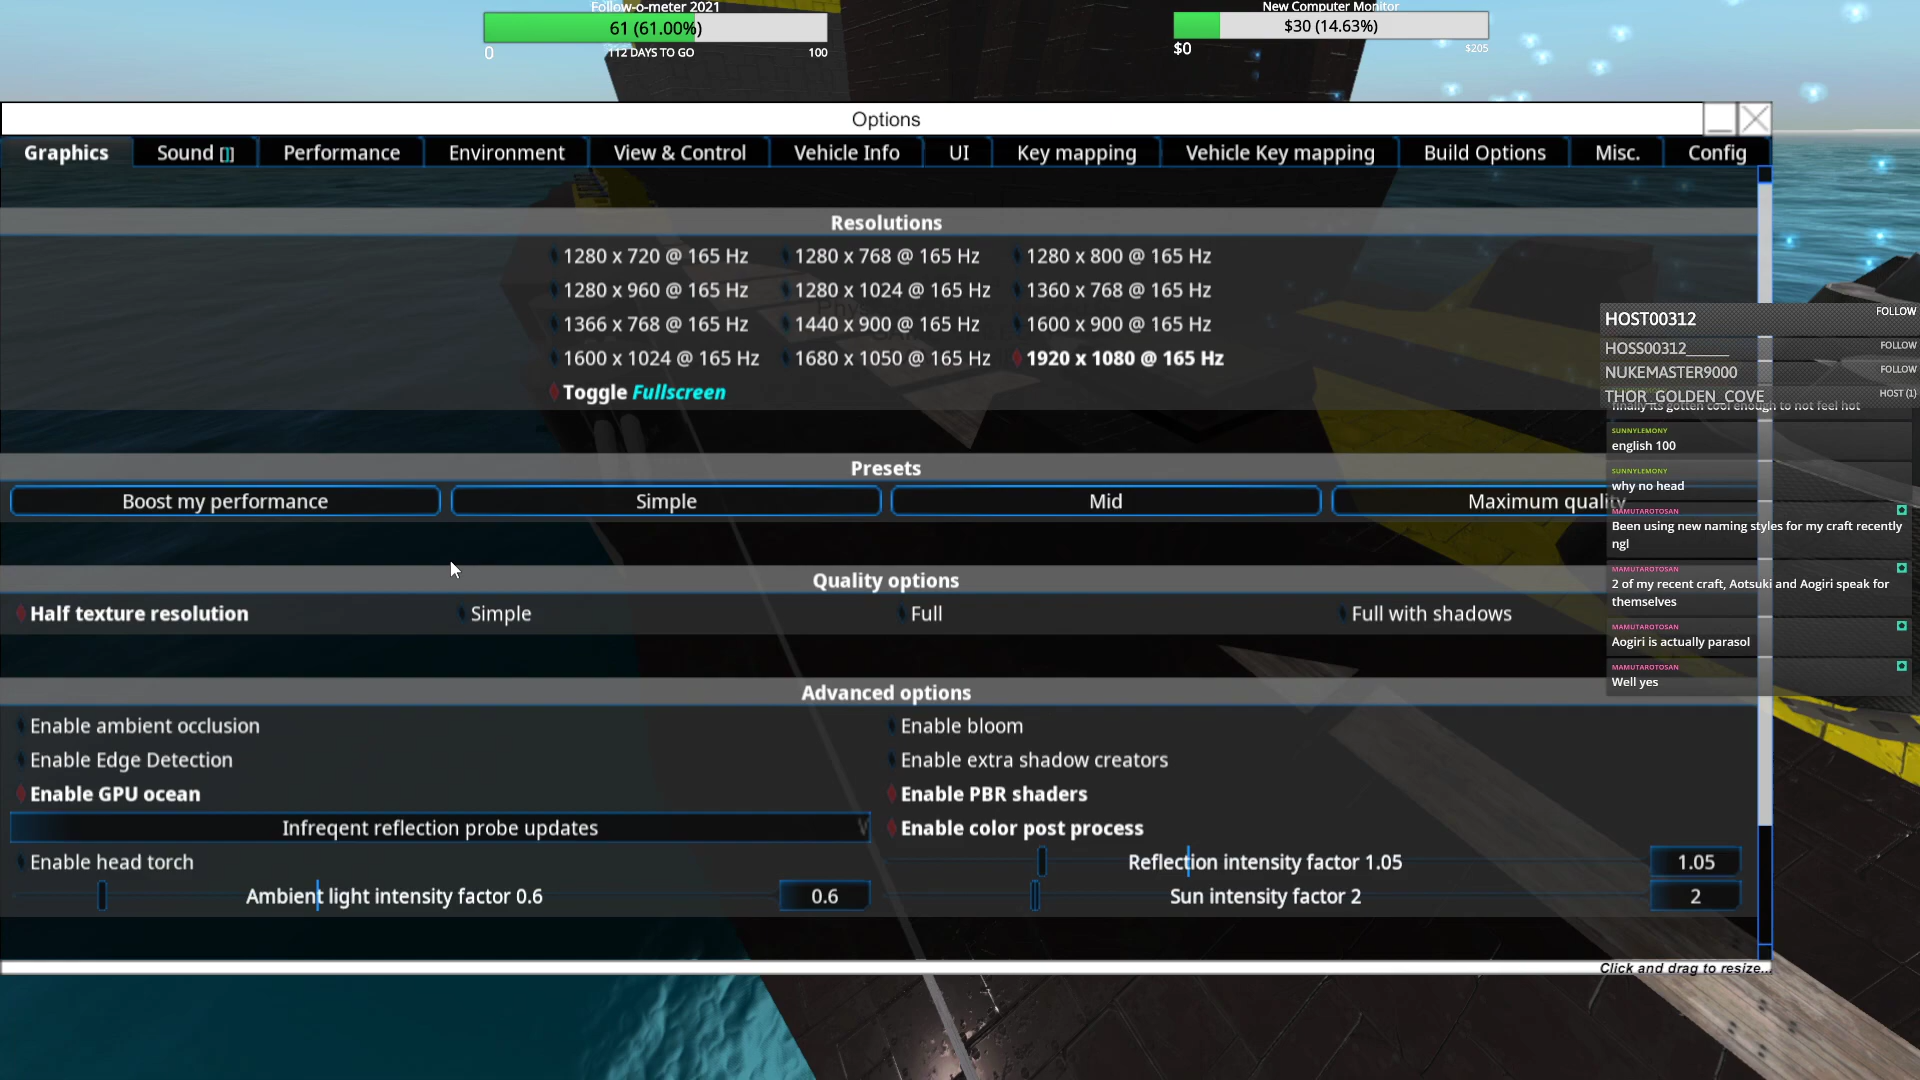 Follow-o-meter 2021
61 (61.00%)
0
112 DAYS TO GO
100
New Computer Monitor
$30 (14.63%)
$0
$205
Options
Graphics
Sound []
Performance
Environment
View & Control
Vehicle Info
UI
Key mapping
Vehicle Key mapping
Build Options
Misc.
Config
Resolutions
1280 x 720 @ 165 Hz
1280 x 768 @ 165 Hz
1280 x 800 @ 165 Hz
1280 x 960 @ 165 Hz
1280 x 1024 @ 165 Hz
1360 x 768 @ 165 Hz
1366 x 768 @ 165 Hz
1440 x 900 @ 165 Hz
1600 x 900 @ 165 Hz
1600 x 1024 @ 165 Hz
1680 x 1050 @ 165 Hz
1920 x 1080 @ 165 Hz
Toggle Fullscreen
Presets
Boost my performance
Simple
Mid
Maximum quality
Quality options
Half texture resolution
Simple
Full
Full with shadows
Advanced options
Enable ambient occlusion
Enable bloom
Enable Edge Detection
Enable extra shadow creators
Enable GPU ocean
Enable PBR shaders
Infreqent reflection probe updates
V
Enable color post process
Enable head torch
Reflection intensity factor 1.05
1.05
Ambient light intensity factor 0.6
0.6
Sun intensity factor 2
2
Click and drag to resize...
HOST00312
FOLLOW
HOSS00312______
FOLLOW
NUKEMASTER9000
FOLLOW
THOR_GOLDEN_COVE
HOST (1)
finally its gotten cool enough to not feel hot
SUNNYLEMONY
english 100
SUNNYLEMONY
why no head
MAMUTAROTOSAN
Been using new naming styles for my craft recently
ngl
MAMUTAROTOSAN
2 of my recent craft, Aotsuki and Aogiri speak for
themselves
MAMUTAROTOSAN
Aogiri is actually parasol
MAMUTAROTOSAN
Well yes